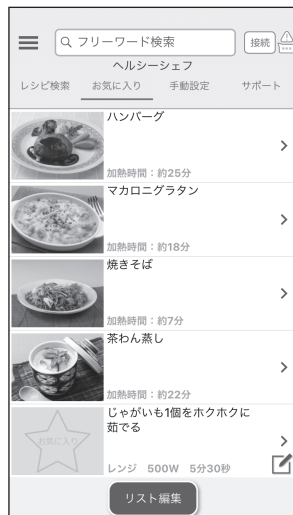 フリーワード検索
接続
ヘルシーシェフ
レシピ検索 お気に入り 手動設定 サポート
ハンバーグ
加熱時間：約25分
マカロニグラタン
加熱時間：約18分
焼きそば
加熱時間：約7分
茶わん蒸し
加熱時間：約22分
お気に入り
じゃがいも1個をホクホクに
茹でる
レンジ 500W 5分30秒
リスト編集